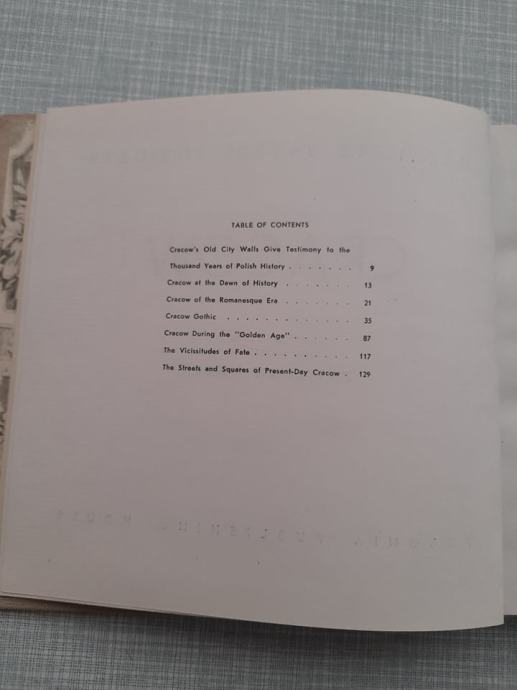 TABLE OF CONTENTS
Cracow's Old City Walls Give Testimony to the
Thousand Years of Polish History . . . . . . . 9
Cracow at the Dawn of History . . . . . . . 13
Cracow of the Romanesque Era . . . . . . . 21
Cracow Gothic . . . . . . . . . . . . 35
Cracow During the "Golden Age" . . . . . . 87
The Vicissitudes of Fate . . . . . . . . . . 117
The Streets and Squares of Present-Day Cracow . 129